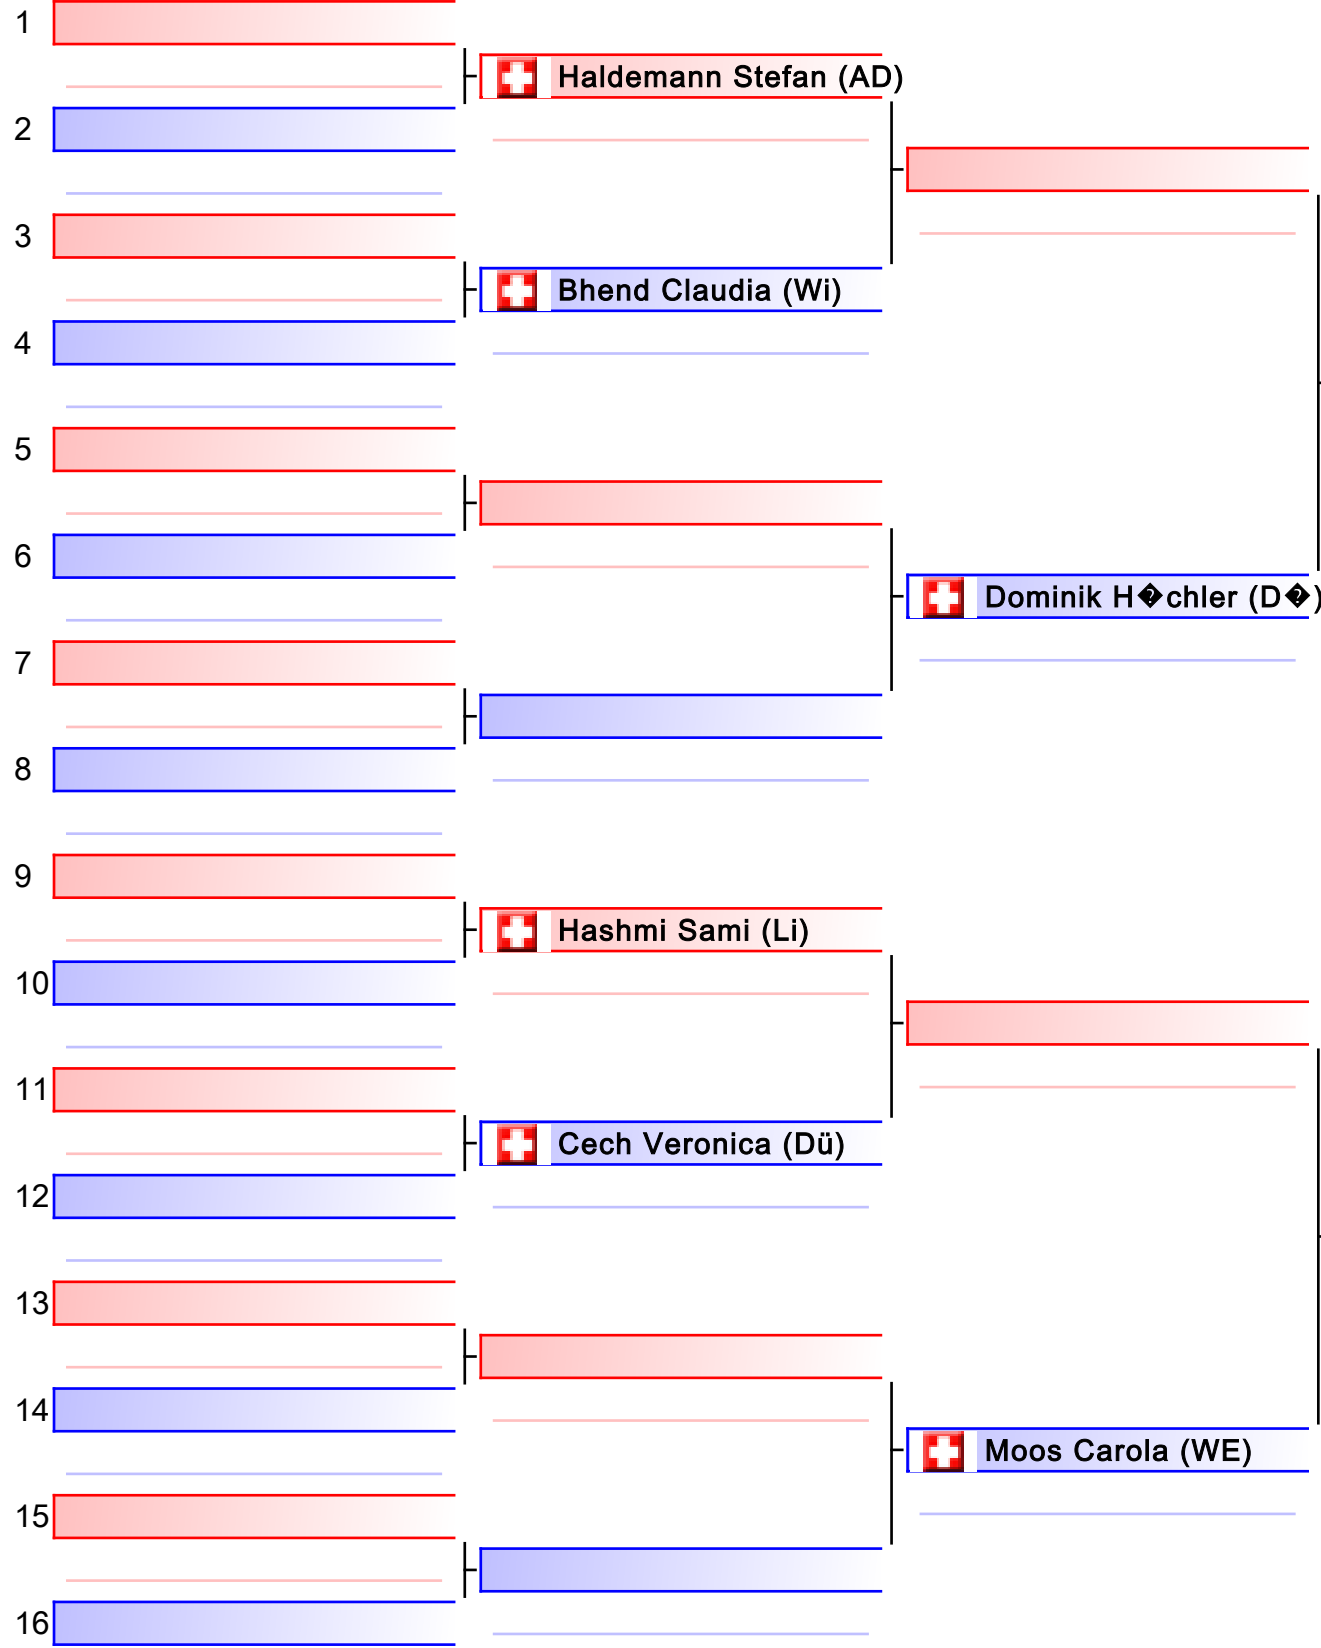 1
Haldemann Stefan (AD)
2
3
Bhend Claudia (Wi)
4
5
6
Dominik H�chler (D�)
7
8
9
Hashmi Sami (Li)
10
11
Cech Veronica (Dü)
12
13
14
Moos Carola (WE)
15
16